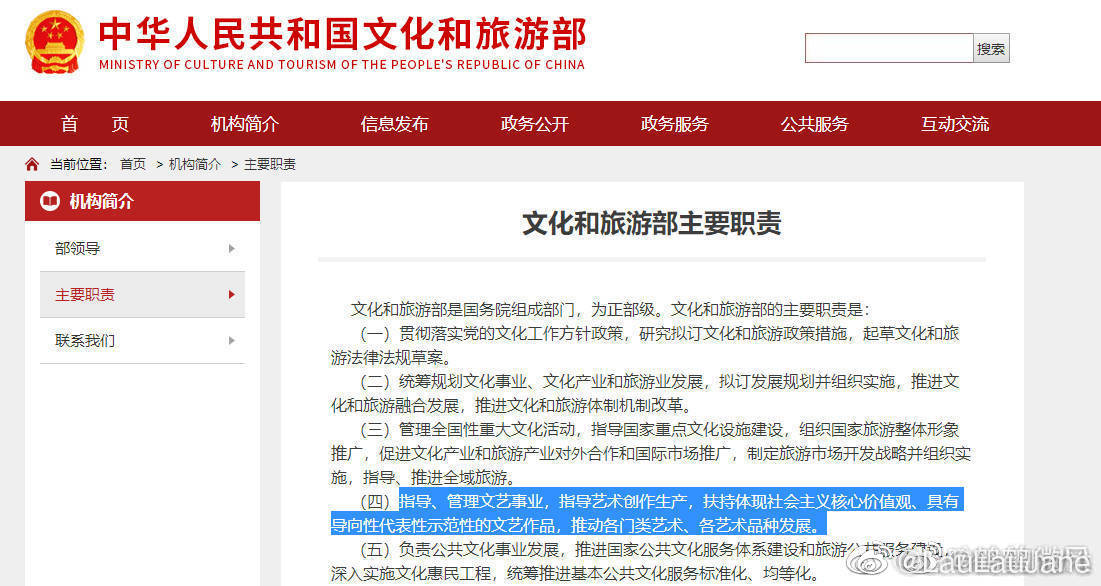 中华人民共和国文化和旅游部
MINISTRY OF CULTURE AND TOURISM OF THE PEOPLE'S REPUBLIC OF CHINA
搜索
首 页 机构简介 信息发布 政务公开 政务服务 公共服务 互动交流
当前位置: 首页 > 机构简介 > 主要职责
机构简介
部领导
主要职责
联系我们
文化和旅游部主要职责
文化和旅游部是国务院组成部门，为正部级。文化和旅游部的主要职责是：
（一）贯彻落实党的文化工作方针政策，研究拟订文化和旅游政策措施，起草文化和旅
游法律法规草案。
（二）统筹规划文化事业、文化产业和旅游业发展，拟订发展规划并组织实施，推进文
化和旅游融合发展，推进文化和旅游体制机制改革。
（三）管理全国性重大文化活动，指导国家重点文化设施建设，组织国家旅游整体形象
推广，促进文化产业和旅游产业对外合作和国际市场推广，制定旅游市场开发战略并组织实
施，指导、推进全域旅游。
（四）指导、管理文艺事业，指导艺术创作生产，扶持体现社会主义核心价值观、具有
导向性代表性示范性的文艺作品，推动各门类艺术、各艺术品种发展。
（五）负责公共文化事业发展，推进国家公共文化服务体系建设和旅游公共服务建设，
深入实施文化惠民工程，统筹推进基本公共文化服务标准化、均等化。
@LauLauJane